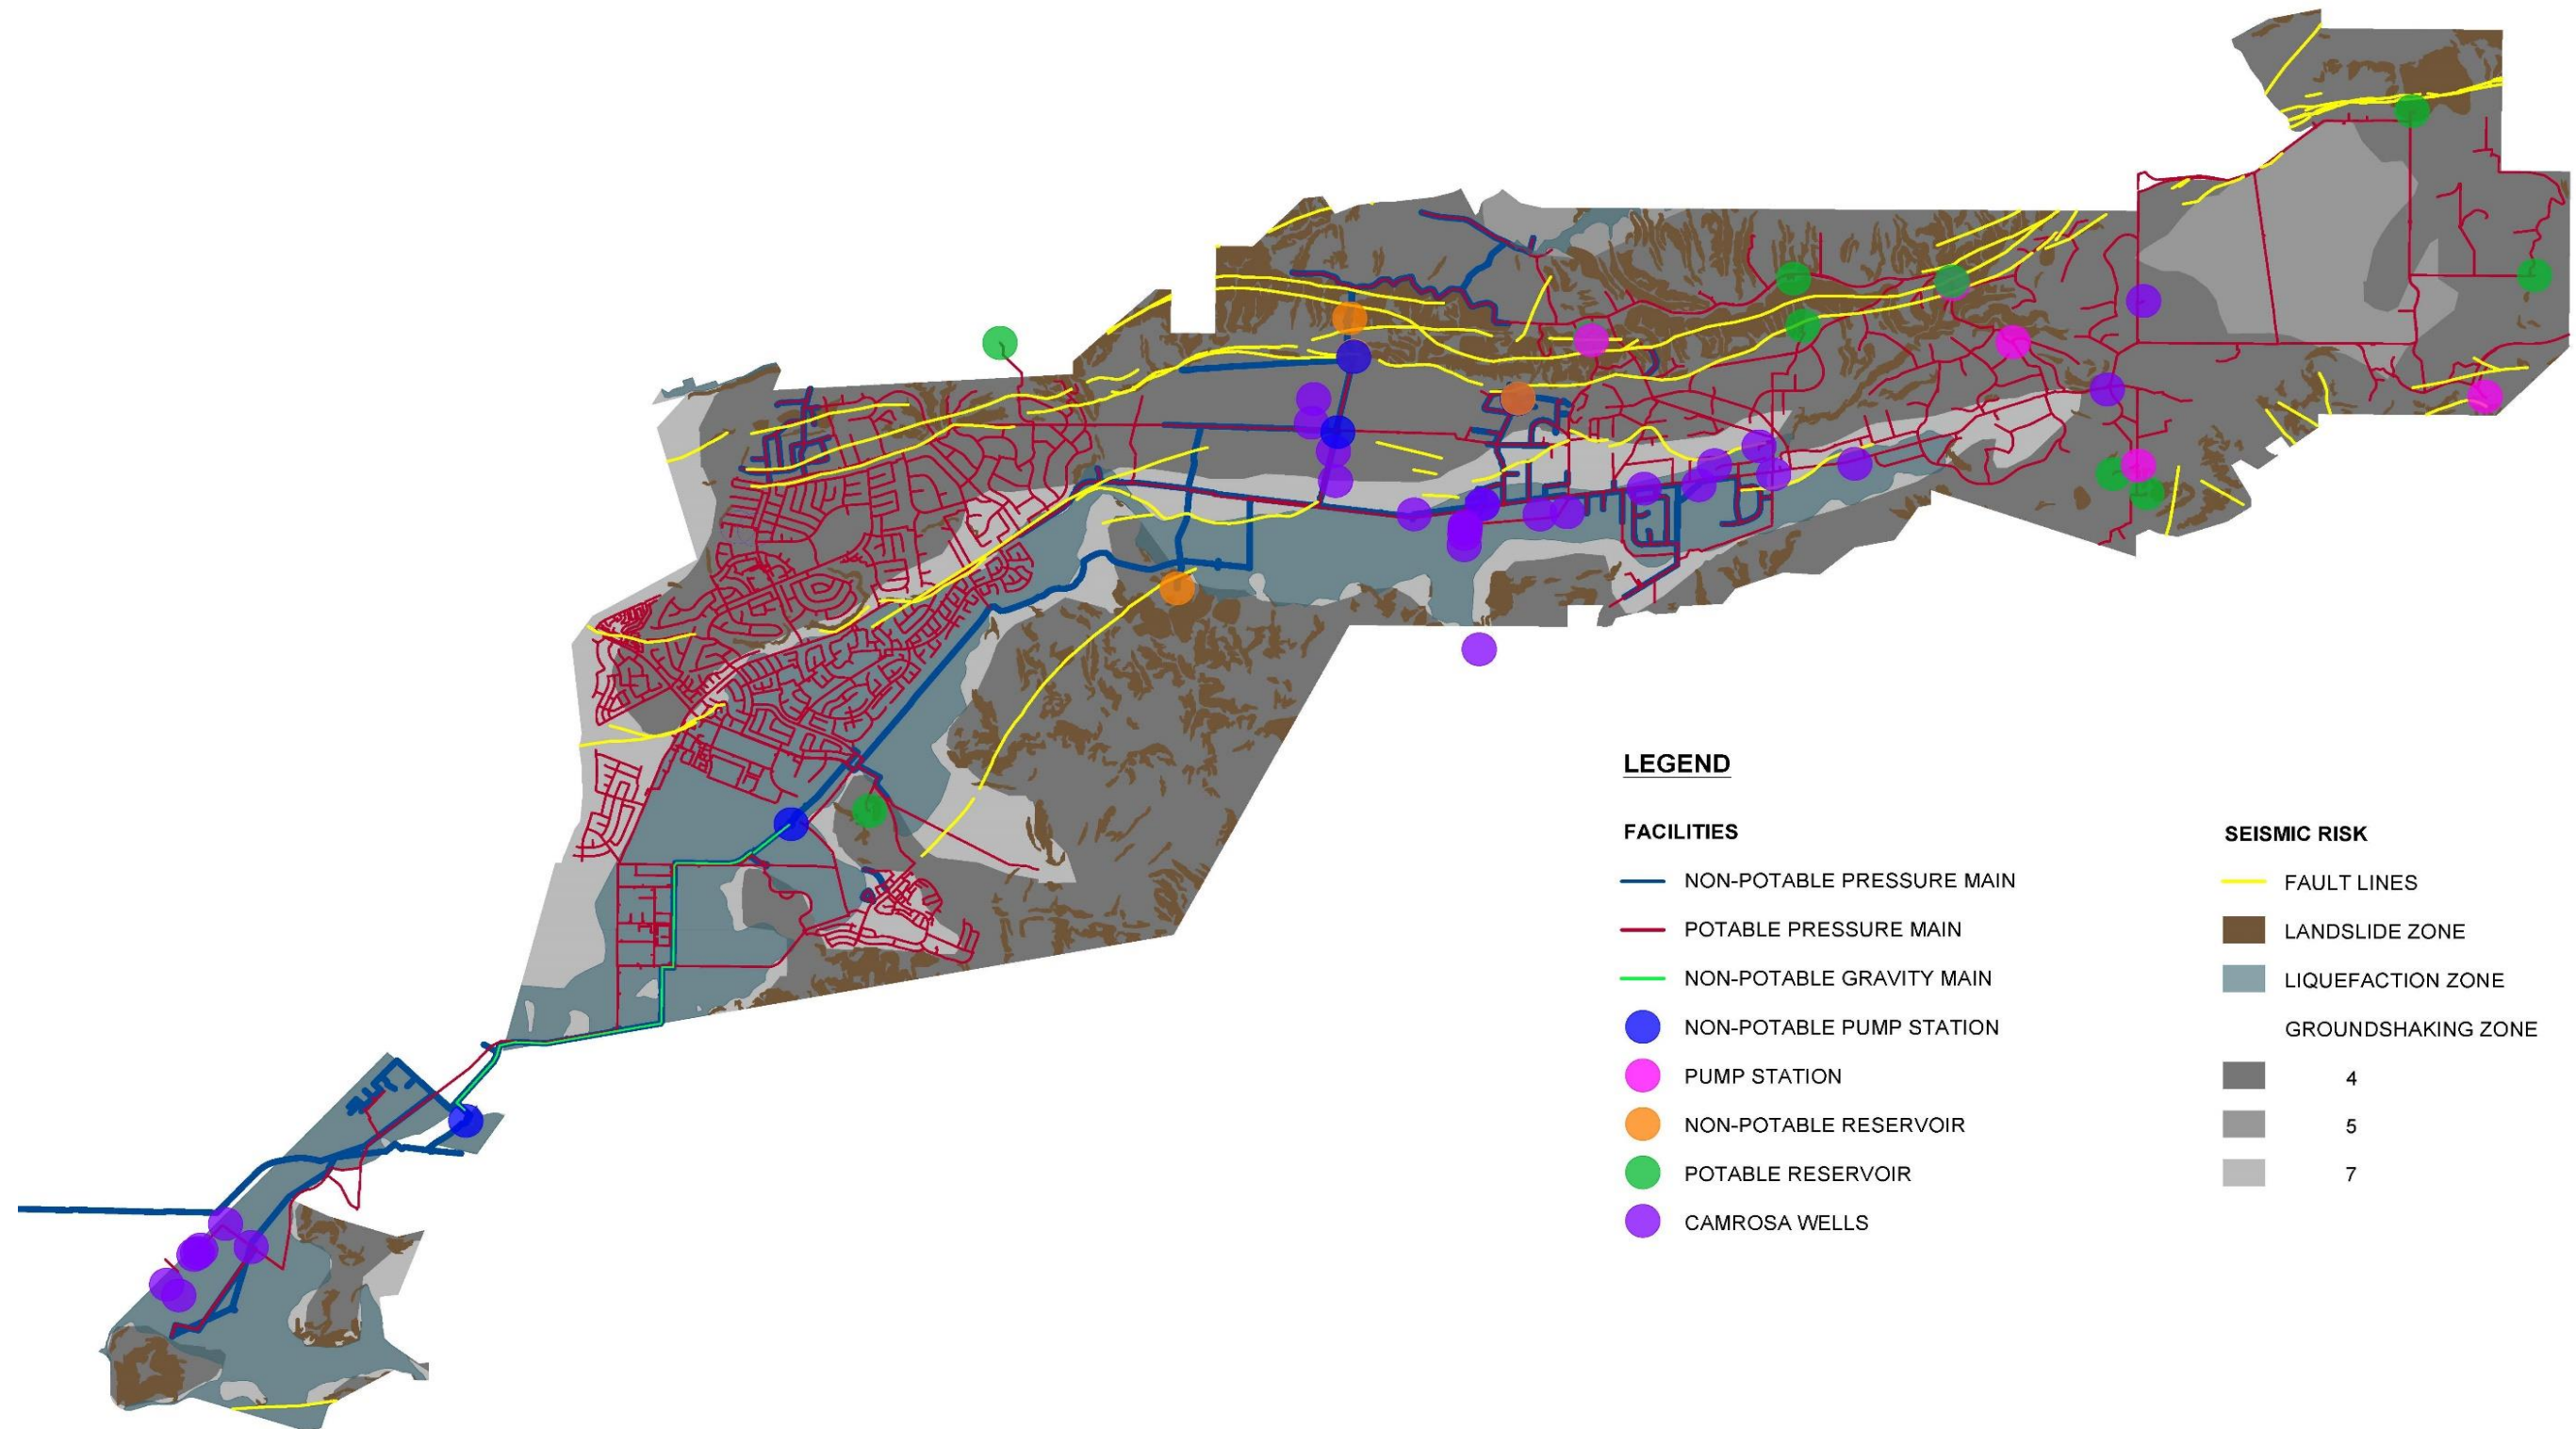 LEGEND
FACILITIES
NON-POTABLE PRESSURE MAIN
POTABLE PRESSURE MAIN
NON-POTABLE GRAVITY MAIN
NON-POTABLE PUMP STATION
PUMP STATION
NON-POTABLE RESERVOIR
POTABLE RESERVOIR
CAMROSA WELLS
SEISMIC RISK
FAULT LINES
LANDSLIDE ZONE
LIQUEFACTION ZONE
GROUNDSHAKING ZONE
4
5
7